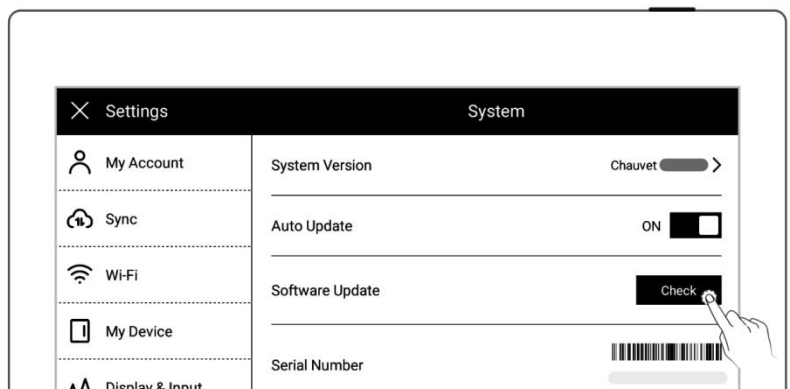 Settings
System
My Account
Sync
Wi-Fi
My Device
Display & Input
System Version
Chauvet
Auto Update
ON
Software Update
Check
Serial Number